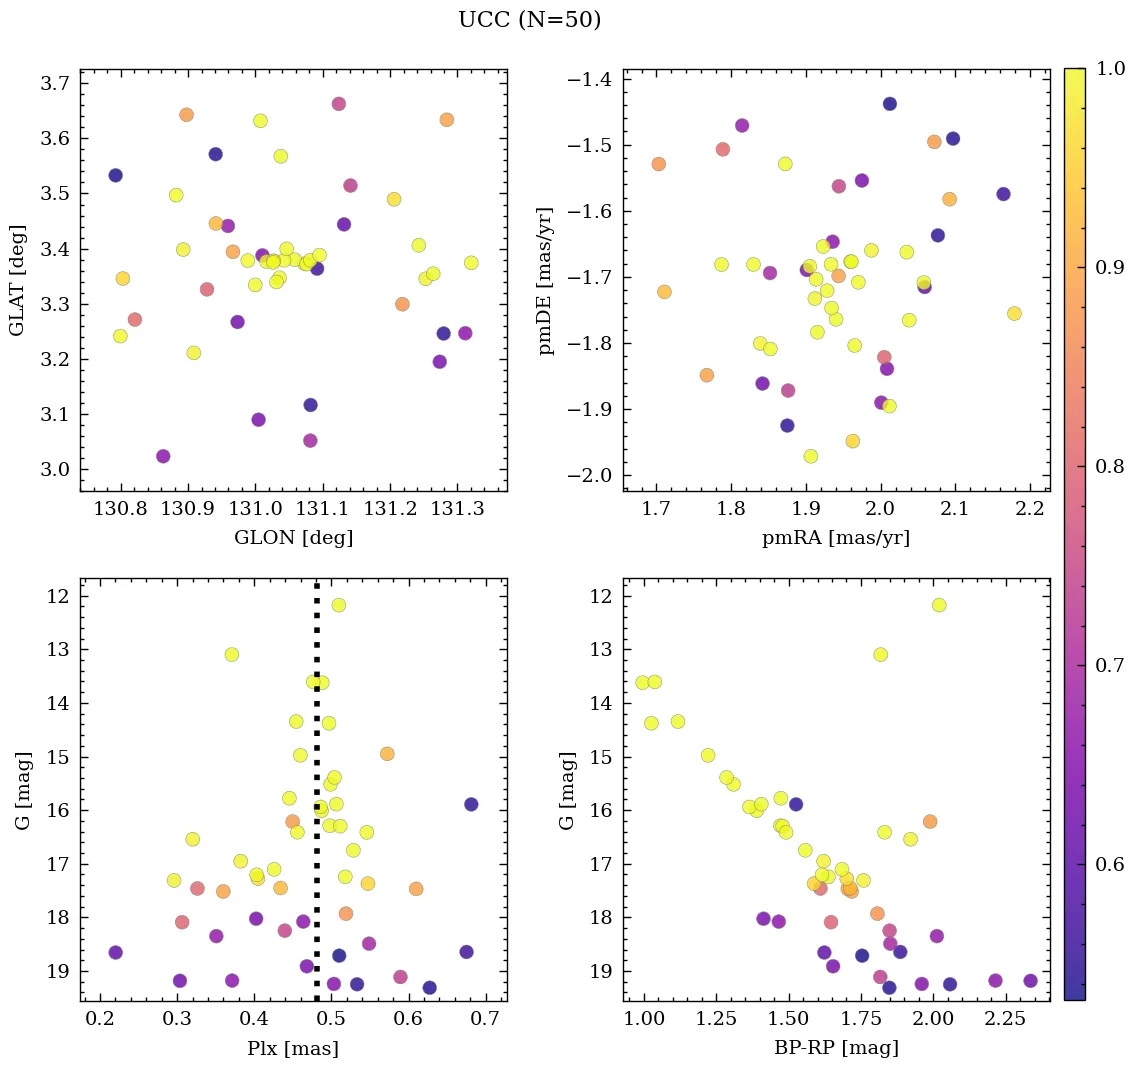 UCC (N=50)
3.7
3.6
3.5
3.4
3.3
3.2
3.1
3.0
GLAT [deg]
130.8 130.9 131.0 131.1 131.2 131.3
GLON [deg]
−1.4
−1.5
−1.6
−1.7
−1.8
−1.9
−2.0
pmDE [mas/yr]
1.7 1.8 1.9 2.0 2.1 2.2
pmRA [mas/yr]
12
13
14
15
16
17
18
19
G [mag]
0.2 0.3 0.4 0.5 0.6 0.7
Plx [mas]
12
13
14
15
16
17
18
19
G [mag]
1.00 1.25 1.50 1.75 2.00 2.25
BP-RP [mag]
1.0
0.9
0.8
0.7
0.6